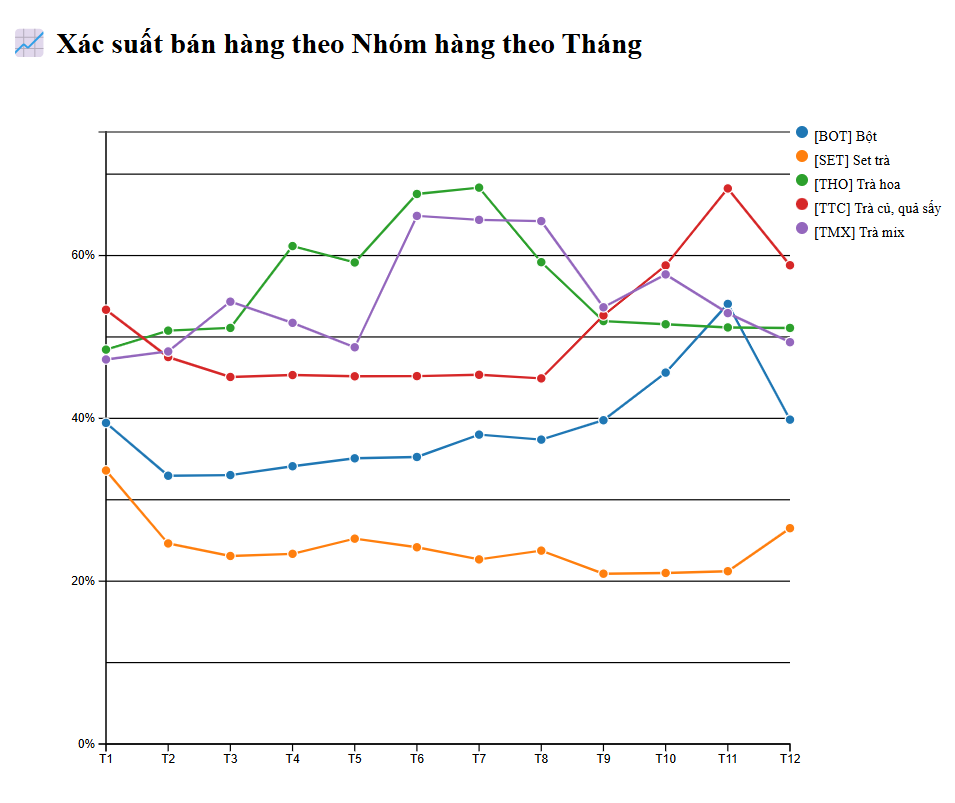 Xác suất bán hàng theo Nhóm hàng theo Tháng
[BOT] Bột
[SET] Set trà
[THO] Trà hoa
[TTC] Trà củ, quả sấy
[TMX] Trà mix
60%
40%
20%
0%
T1 T2 T3 T4 T5 T6 T7 T8 T9 T10 T11 T12